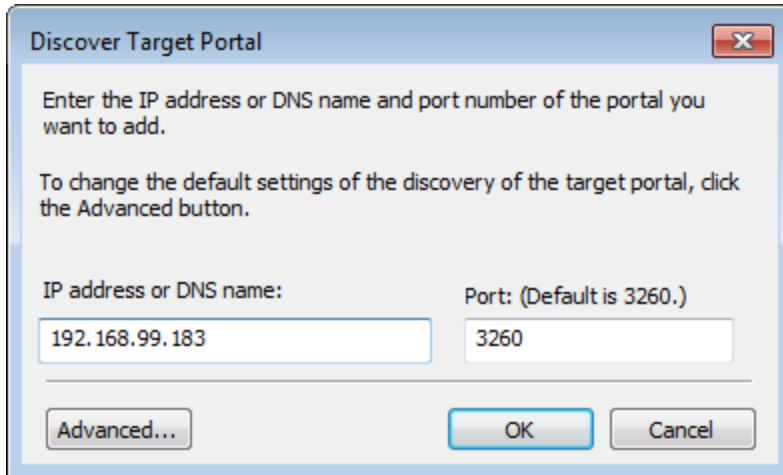 Discover Target Portal
Enter the IP address or DNS name and port number of the portal you
want to add.
To change the default settings of the discovery of the target portal, click
the Advanced button.
IP address or DNS name:
Port: (Default is 3260.)
192.168.99.183
3260
Advanced...
OK
Cancel